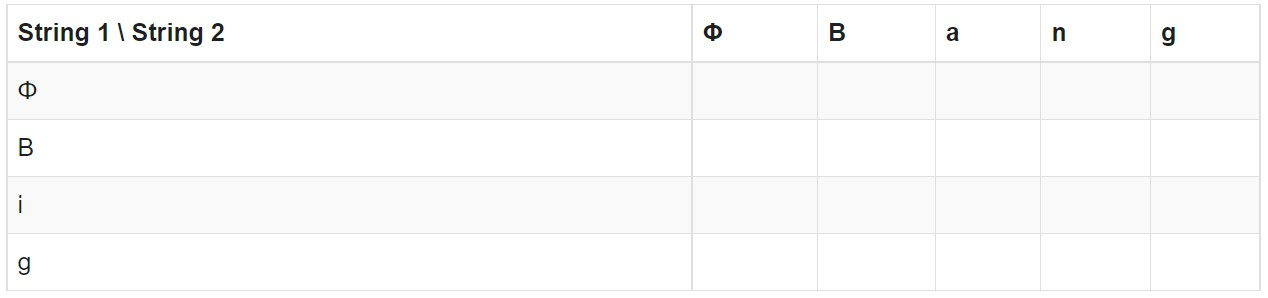 String 1 \ String 2 Φ B a n g
Φ
B
i
g